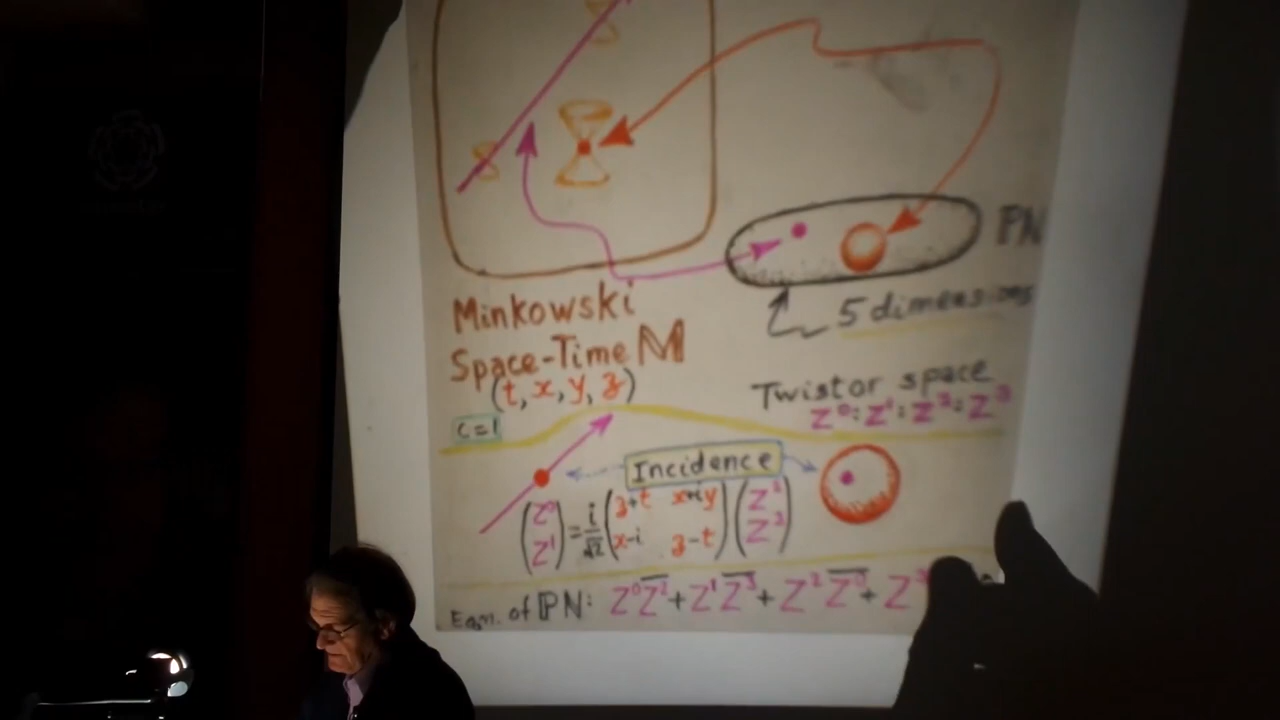 PN
Minkowski
Space-Time M
(t, x, y, z)
5 dimensions
Twistor space
Z⁰:Z¹:Z²:Z³
c=1
Incidence
(Z⁰ Z¹) = i/√2 (z+t x+iy x-i z-t) (Z² Z³)
Eqn. of PN: Z⁰Z̅²+Z¹Z̅³+Z²Z̅⁰+Z³